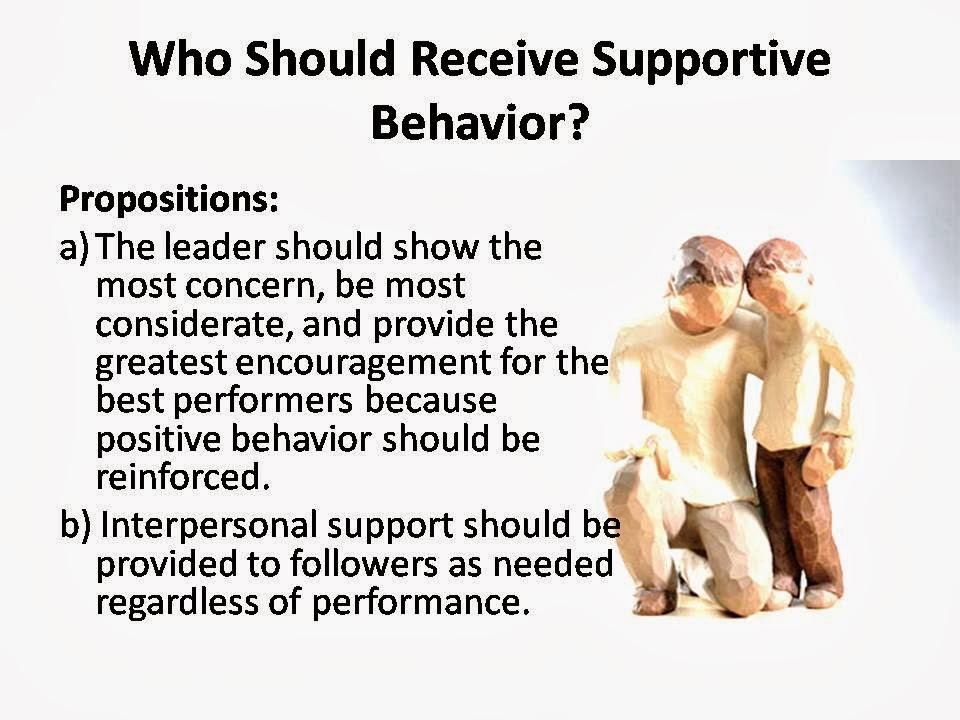 Who Should Receive Supportive
Behavior?
Propositions:
a) The leader should show the
most concern, be most
considerate, and provide the
greatest encouragement for the
best performers because
positive behavior should be
reinforced.
b) Interpersonal support should be
provided to followers as needed
regardless of performance.